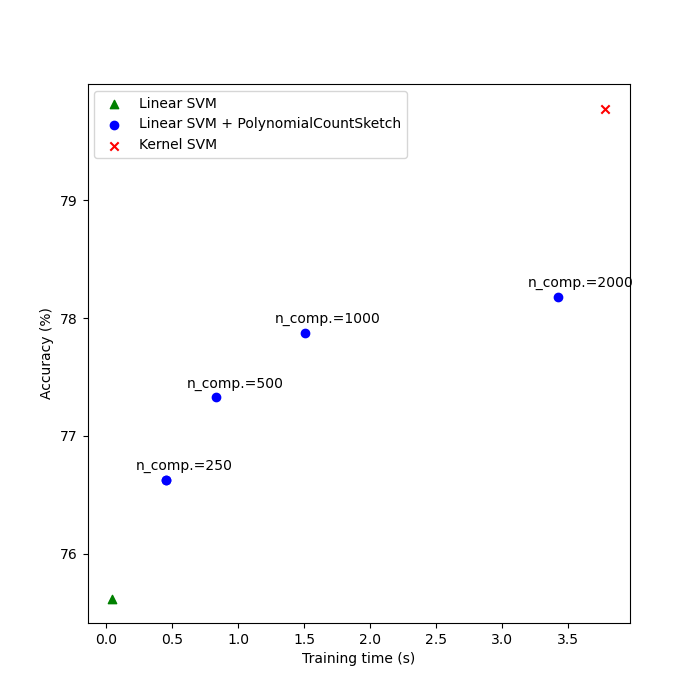 Linear SVM
Linear SVM + PolynomialCountSketch
Kernel SVM
79
78
77
76
Accuracy (%)
n_comp.=2000
n_comp.=1000
n_comp.=500
n_comp.=250
0.0 0.5 1.0 1.5 2.0 2.5 3.0 3.5
Training time (s)